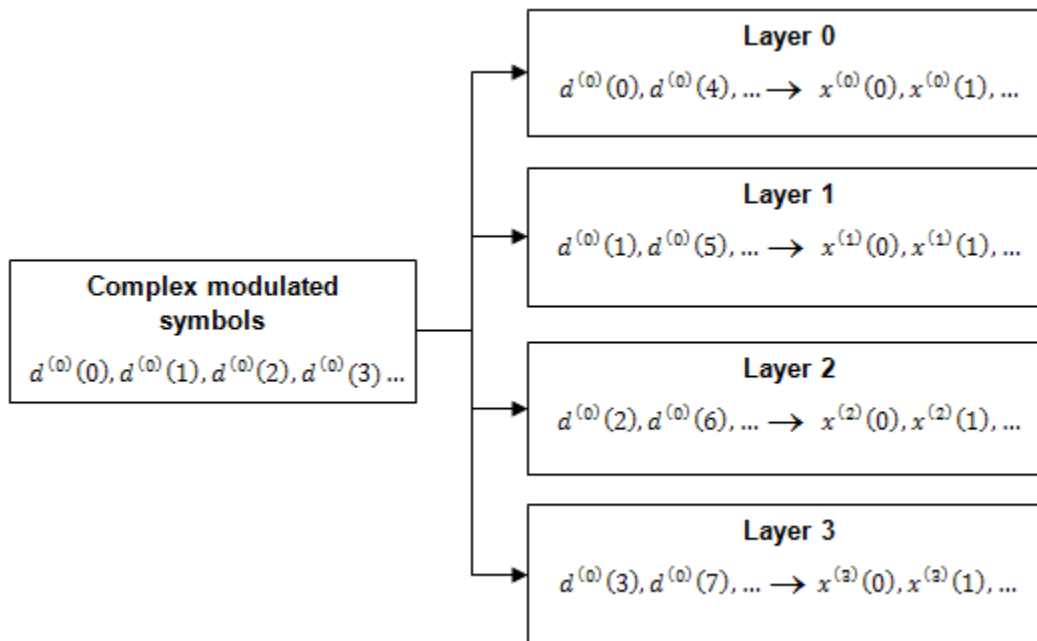 Layer 0
d⁽⁰⁾(0), d⁽⁰⁾(4), ... → x⁽⁰⁾(0), x⁽⁰⁾(1), ...
Layer 1
d⁽⁰⁾(1), d⁽⁰⁾(5), ... → x⁽¹⁾(0), x⁽¹⁾(1), ...
Complex modulated
symbols
d⁽⁰⁾(0), d⁽⁰⁾(1), d⁽⁰⁾(2), d⁽⁰⁾(3) ...
Layer 2
d⁽⁰⁾(2), d⁽⁰⁾(6), ... → x⁽²⁾(0), x⁽²⁾(1), ...
Layer 3
d⁽⁰⁾(3), d⁽⁰⁾(7), ... → x⁽³⁾(0), x⁽³⁾(1), ...